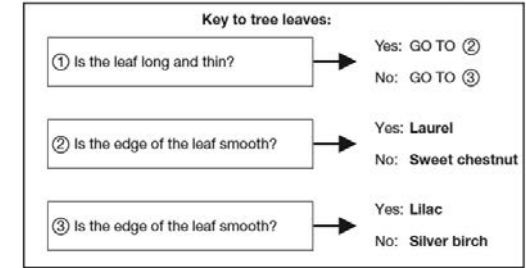 Key to tree leaves:
① Is the leaf long and thin?
Yes: GO TO ②
No: GO TO ③
② Is the edge of the leaf smooth?
Yes: Laurel
No: Sweet chestnut
③ Is the edge of the leaf smooth?
Yes: Lilac
No: Silver birch